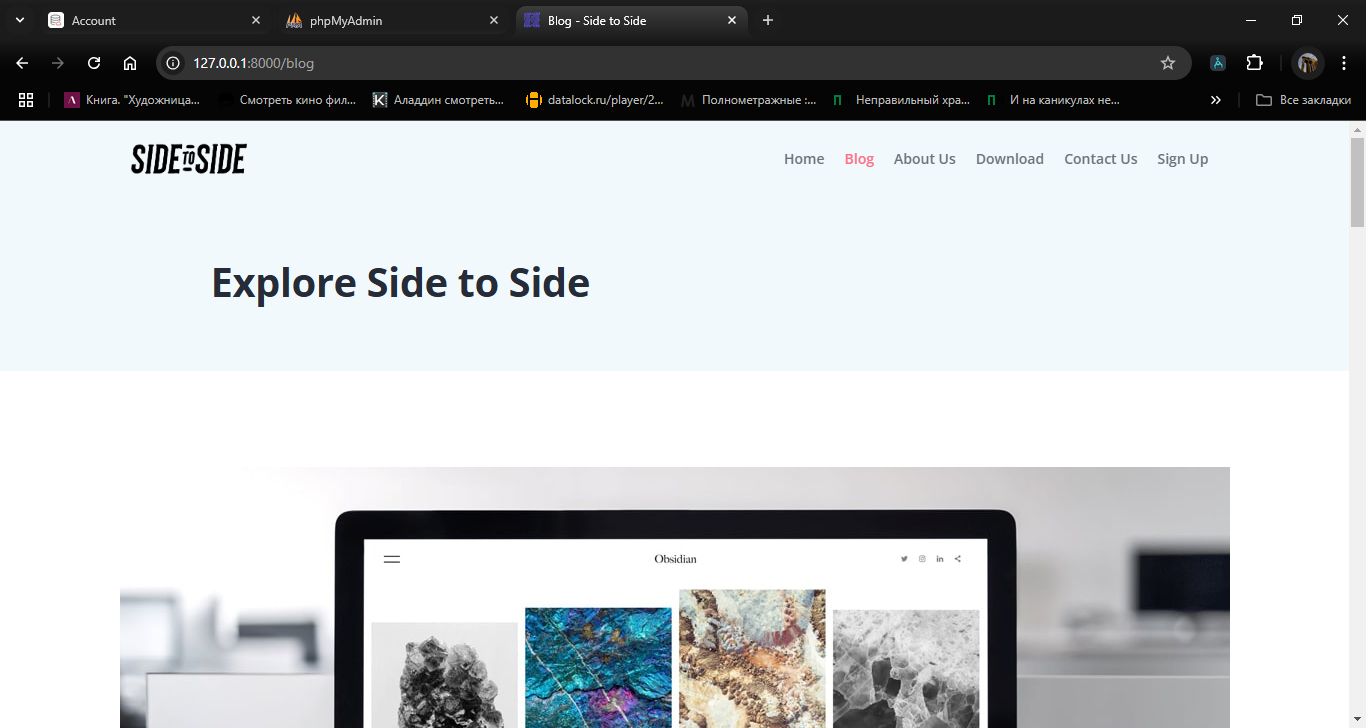 Account
phpMyAdmin
Blog - Side to Side
127.0.0.1:8000/blog
Книга. "Художница...
Смотреть кино фил...
Аладдин смотреть...
datalock.ru/player/2...
Полнометражные :...
Неправильный хра...
И на каникулах не...
Все закладки
SIDE TO SIDE
Home
Blog
About Us
Download
Contact Us
Sign Up
Explore Side to Side
Obsidian